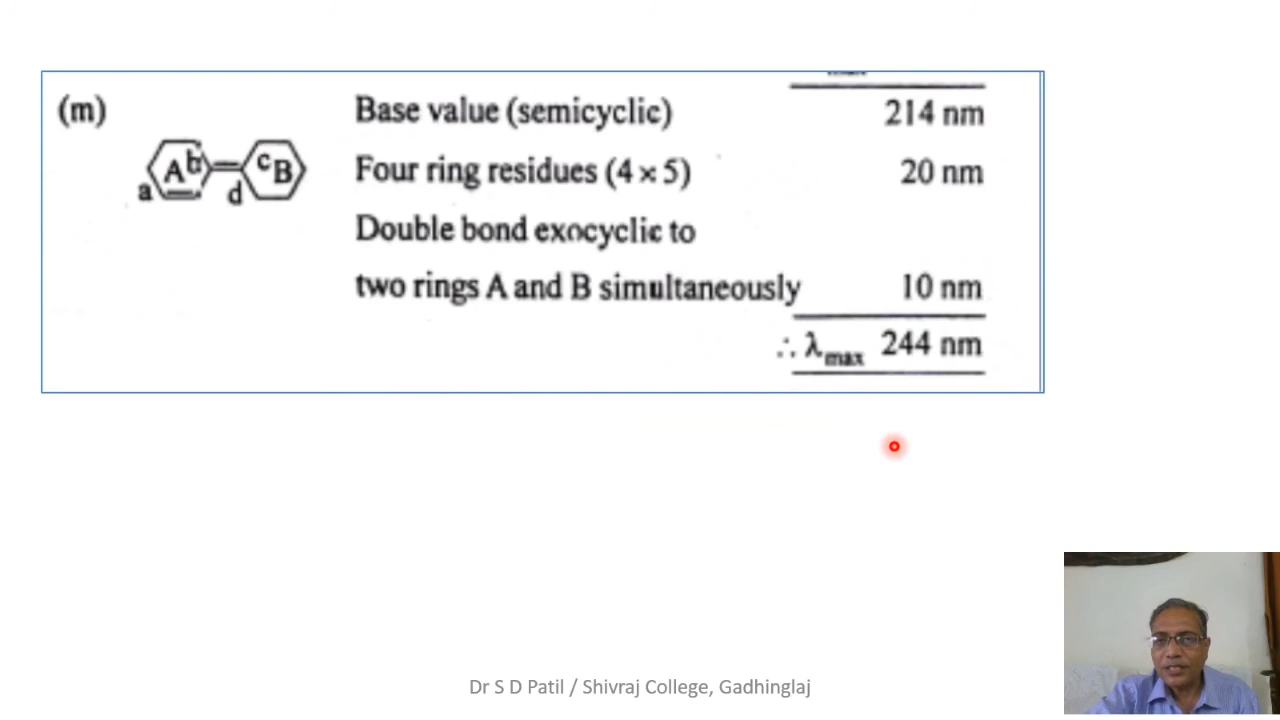 (m)
Base value (semicyclic) 214 nm
a A b c B d
Four ring residues (4 × 5) 20 nm
Double bond exocyclic to
two rings A and B simultaneously 10 nm
∴ λmax 244 nm
Dr S D Patil / Shivraj College, Gadhinglaj